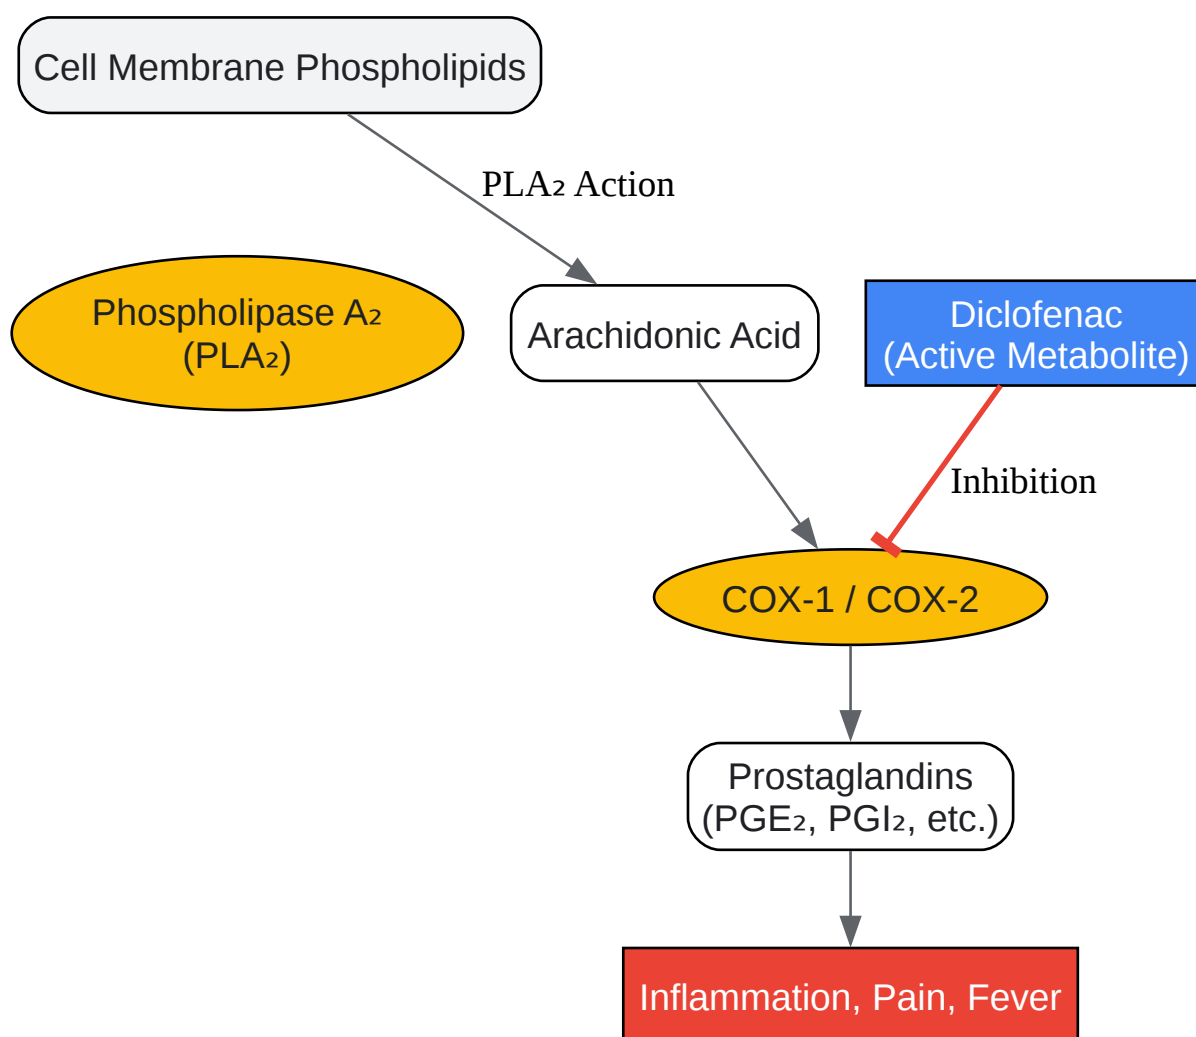 Cell Membrane Phospholipids
PLA₂ Action
Phospholipase A₂
(PLA₂)
Arachidonic Acid
Diclofenac
(Active Metabolite)
Inhibition
COX-1 / COX-2
Prostaglandins
(PGE₂, PGI₂, etc.)
Inflammation, Pain, Fever